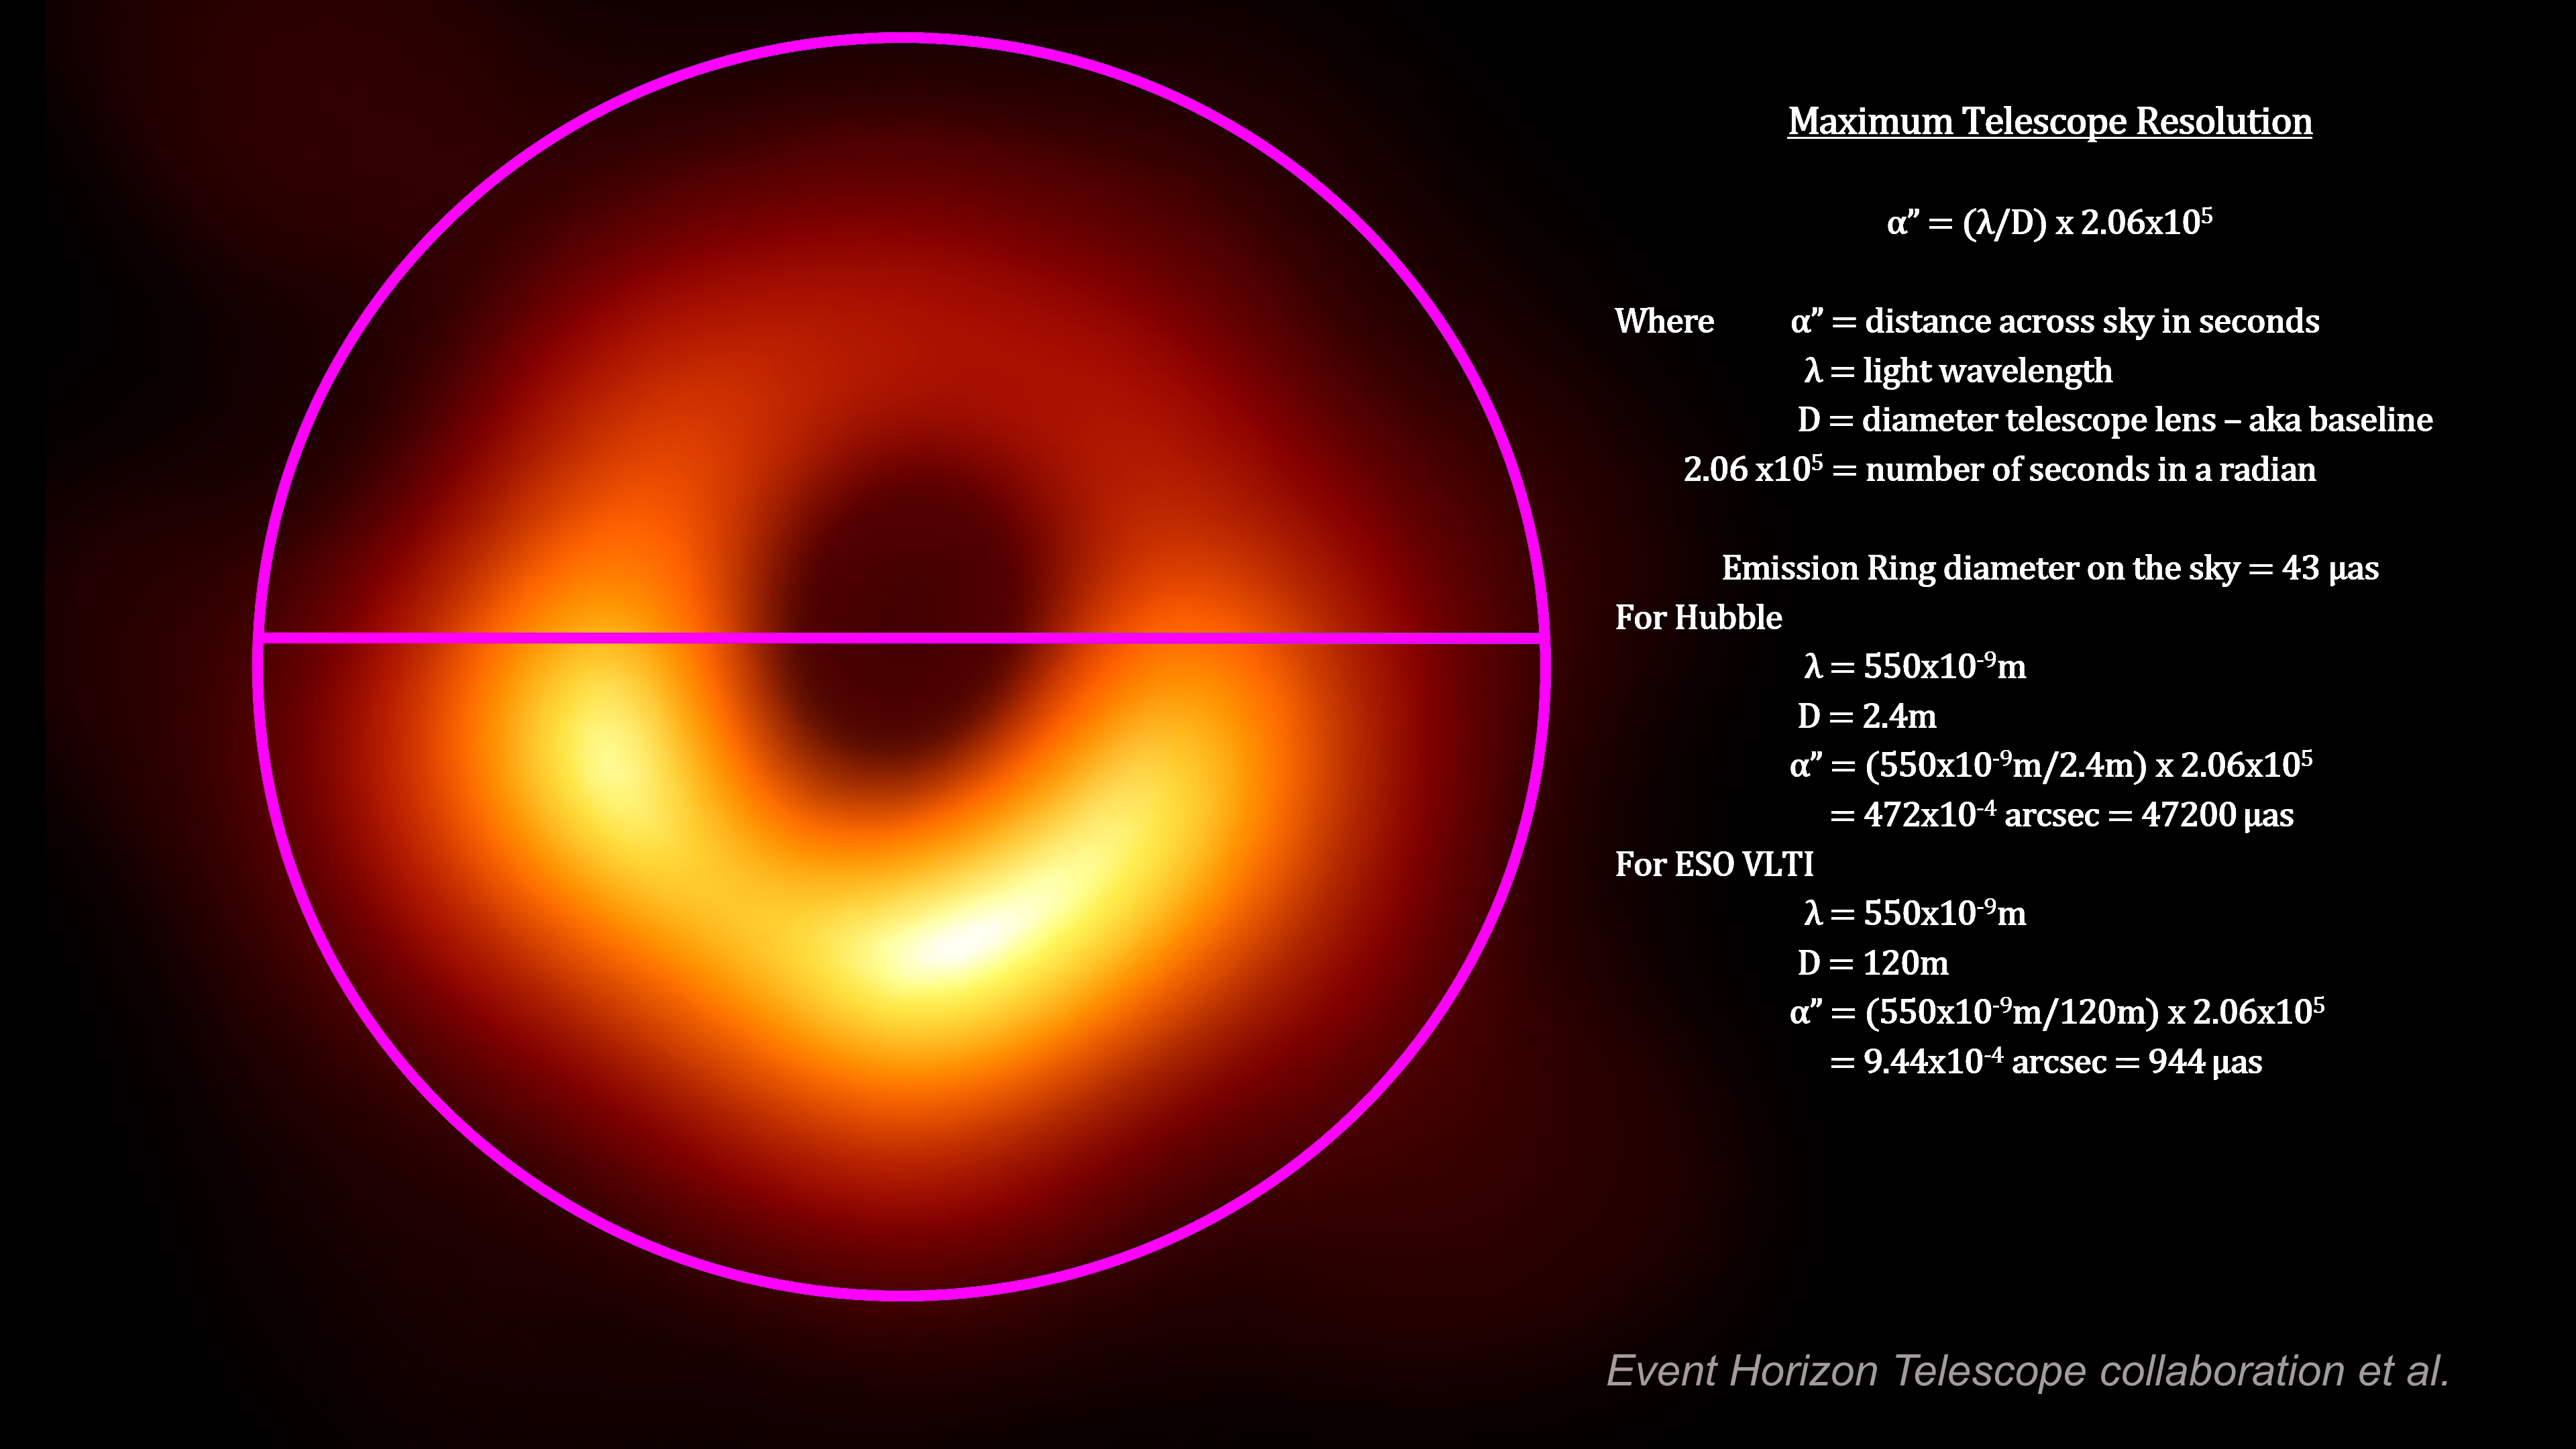 Maximum Telescope Resolution
α” = (λ/D) x 2.06x10⁵
Where α” = distance across sky in seconds
λ = light wavelength
D = diameter telescope lens – aka baseline
2.06 x10⁵ = number of seconds in a radian
Emission Ring diameter on the sky = 43 µas
For Hubble
λ = 550x10⁻⁹m
D = 2.4m
α” = (550x10⁻⁹m/2.4m) x 2.06x10⁵
= 472x10⁻⁴ arcsec = 47200 µas
For ESO VLTI
λ = 550x10⁻⁹m
D = 120m
α” = (550x10⁻⁹m/120m) x 2.06x10⁵
= 9.44x10⁻⁴ arcsec = 944 µas
Event Horizon Telescope collaboration et al.